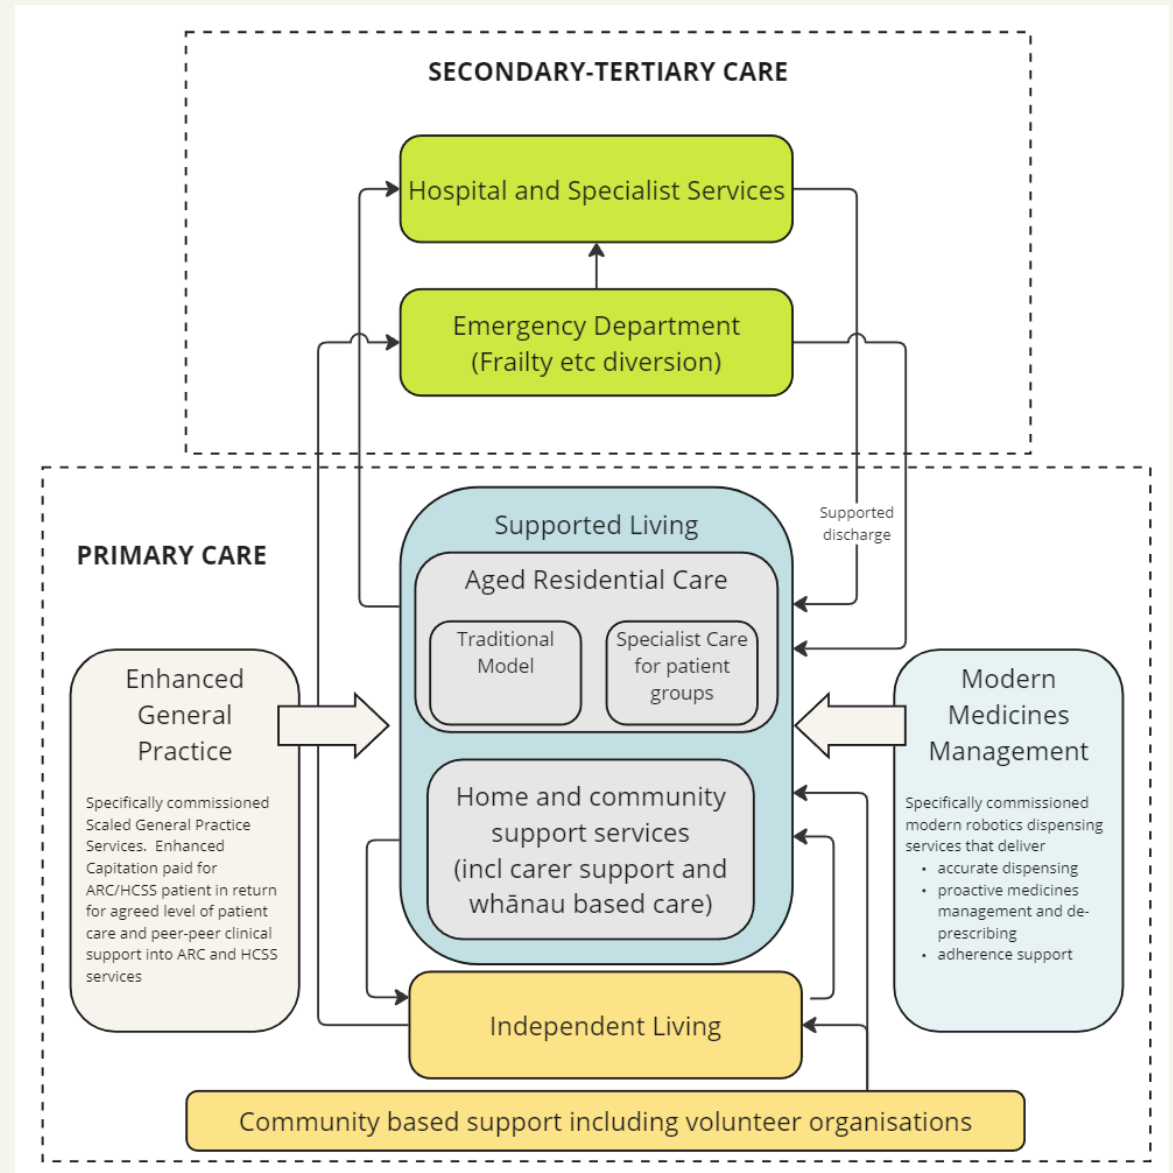 SECONDARY-TERTIARY CARE
Hospital and Specialist Services
Emergency Department
(Frailty etc diversion)
Supported
discharge
PRIMARY CARE
Supported Living
Aged Residential Care
Traditional
Model
Specialist Care
for patient
groups
Enhanced
General
Practice
Specifically commissioned
Scaled General Practice
Services.  Enhanced
Capitation paid for
ARC/HCSS patient in return
for agreed level of patient
care and peer-peer clinical
support into ARC and HCSS
services
Home and community
support services
(incl carer support and
whānau based care)
Modern
Medicines
Management
Specifically commissioned
modern robotics dispensing
services that deliver
• accurate dispensing
• proactive medicines
management and de-
prescribing
• adherence support
Independent Living
Community based support including volunteer organisations